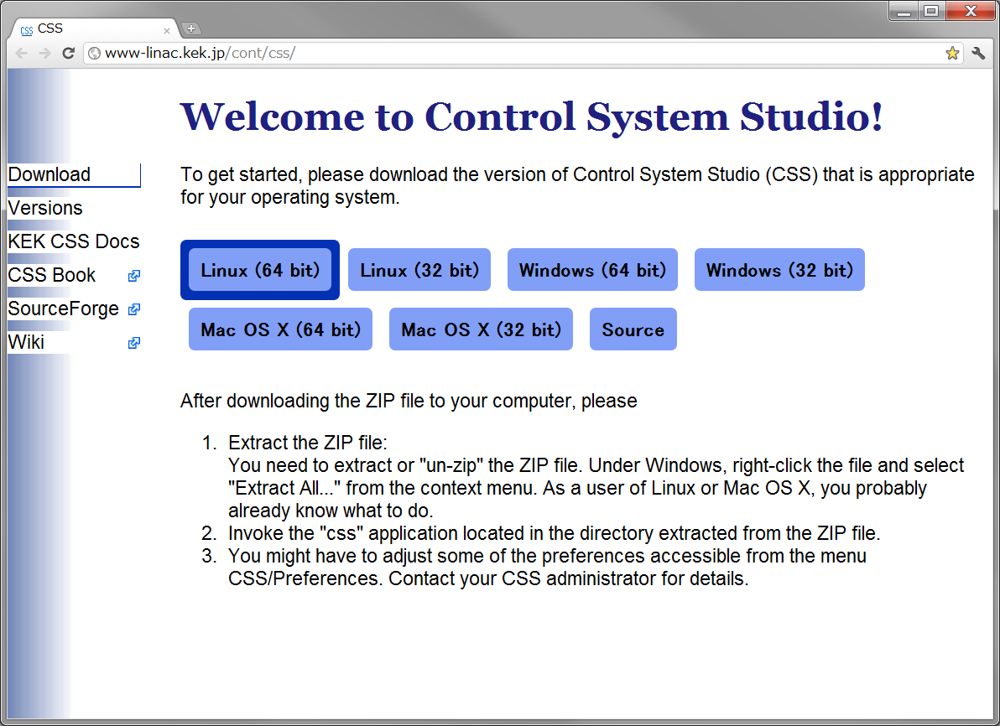 CSS CSS
www-linac.kek.jp/cont/css/
Welcome to Control System Studio!
Download
Versions
KEK CSS Docs
CSS Book
SourceForge
Wiki
To get started, please download the version of Control System Studio (CSS) that is appropriate
for your operating system.
Linux (64 bit) Linux (32 bit) Windows (64 bit) Windows (32 bit)
Mac OS X (64 bit) Mac OS X (32 bit) Source
After downloading the ZIP file to your computer, please
1. Extract the ZIP file:
You need to extract or "un-zip" the ZIP file. Under Windows, right-click the file and select
"Extract All..." from the context menu. As a user of Linux or Mac OS X, you probably
already know what to do.
2. Invoke the "css" application located in the directory extracted from the ZIP file.
3. You might have to adjust some of the preferences accessible from the menu
CSS/Preferences. Contact your CSS administrator for details.